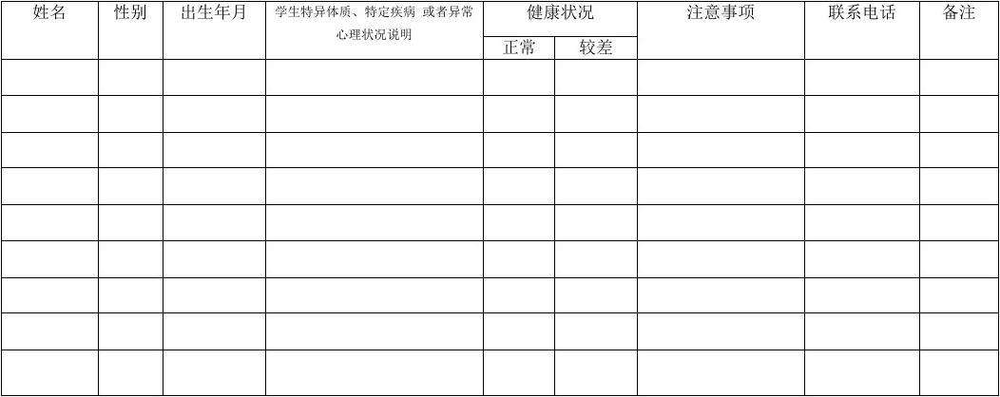 姓名 性别 出生年月 学生特异体质、特定疾病 或者异常 健康状况 注意事项 联系电话 备注
心理状况说明
正常 较差